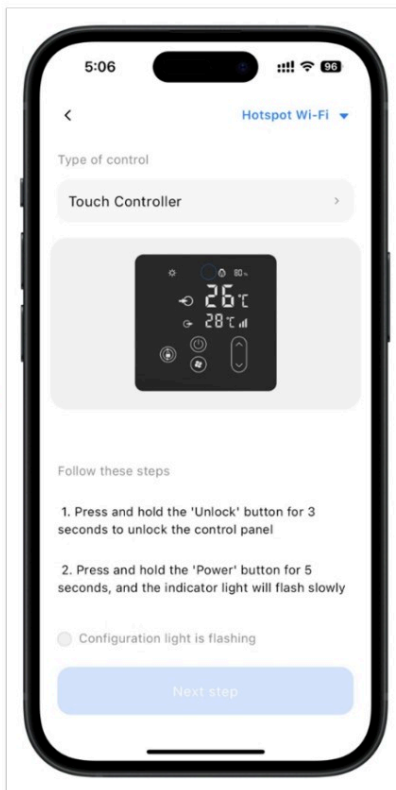 5:06
96
Hotspot Wi-Fi
Type of control
Touch Controller
80%
26℃
28℃
Follow these steps
1. Press and hold the 'Unlock' button for 3
seconds to unlock the control panel
2. Press and hold the 'Power' button for 5
seconds, and the indicator light will flash slowly
Configuration light is flashing
Next step